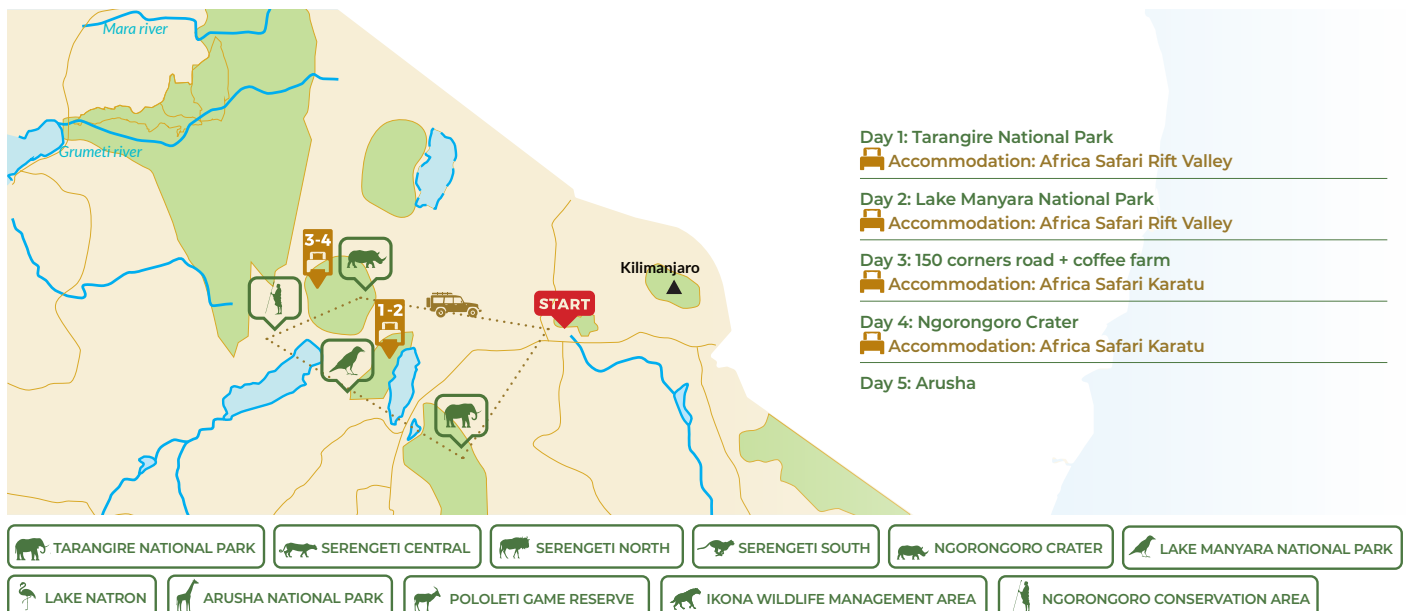 Mara river
Grumeti river
3-4
1-2
START
Kilimanjaro
Day 1: Tarangire National Park
Accommodation: Africa Safari Rift Valley
Day 2: Lake Manyara National Park
Accommodation: Africa Safari Rift Valley
Day 3: 150 corners road + coffee farm
Accommodation: Africa Safari Karatu
Day 4: Ngorongoro Crater
Accommodation: Africa Safari Karatu
Day 5: Arusha
TARANGIRE NATIONAL PARK
SERENGETI CENTRAL
SERENGETI NORTH
SERENGETI SOUTH
NGORONGORO CRATER
LAKE MANYARA NATIONAL PARK
LAKE NATRON
ARUSHA NATIONAL PARK
POLOLETI GAME RESERVE
IKONA WILDLIFE MANAGEMENT AREA
NGORONGORO CONSERVATION AREA